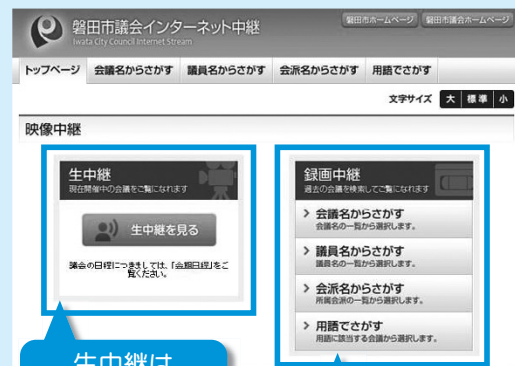 磐田市議会インターネット中継
Iwata City Council Internet Stream
磐田市ホームページ 磐田市議会ホームページ
トップページ 会議名からさがす 議員名からさがす 会派名からさがす 用語でさがす
文字サイズ 大 標準 小
映像中継
生中継
現在開催中の会議をご覧になれます
生中継を見る
議会の日程につきましては、「会期日程」をご
覧ください。
録画中継
過去の会議を検索してご覧になれます
会議名からさがす
会議名の一覧から選択します。
議員名からさがす
議員名の一覧から選択します。
会派名からさがす
所属会派の一覧から選択します。
用語でさがす
用語に該当する会議から選択します。
生中継は